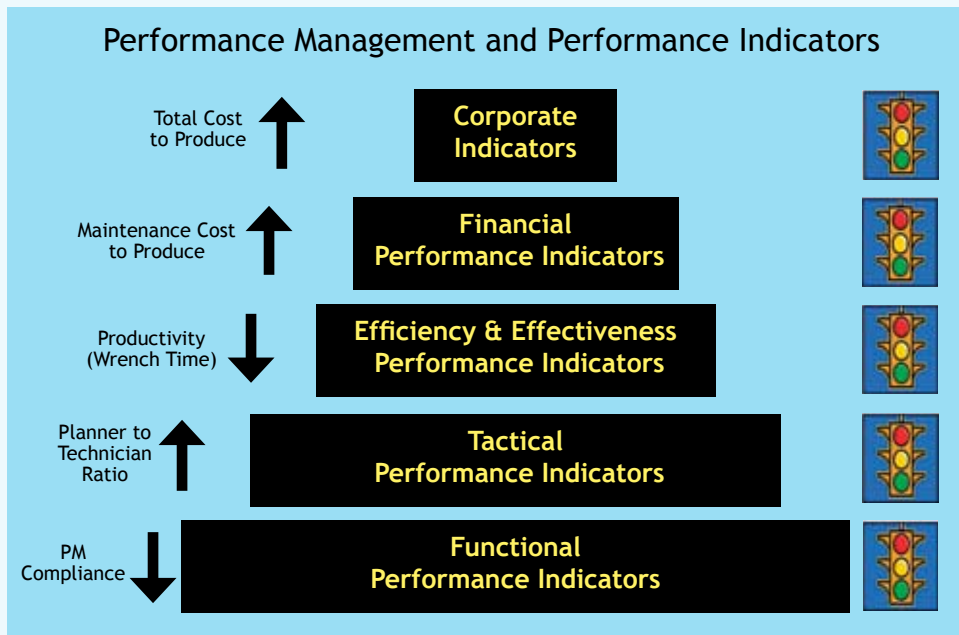 Performance Management and Performance Indicators
Total Cost
to Produce
Corporate
Indicators
Maintenance Cost
to Produce
Financial
Performance Indicators
Productivity
(Wrench Time)
Efficiency & Effectiveness
Performance Indicators
Planner to
Technician
Ratio
Tactical
Performance Indicators
PM
Compliance
Functional
Performance Indicators